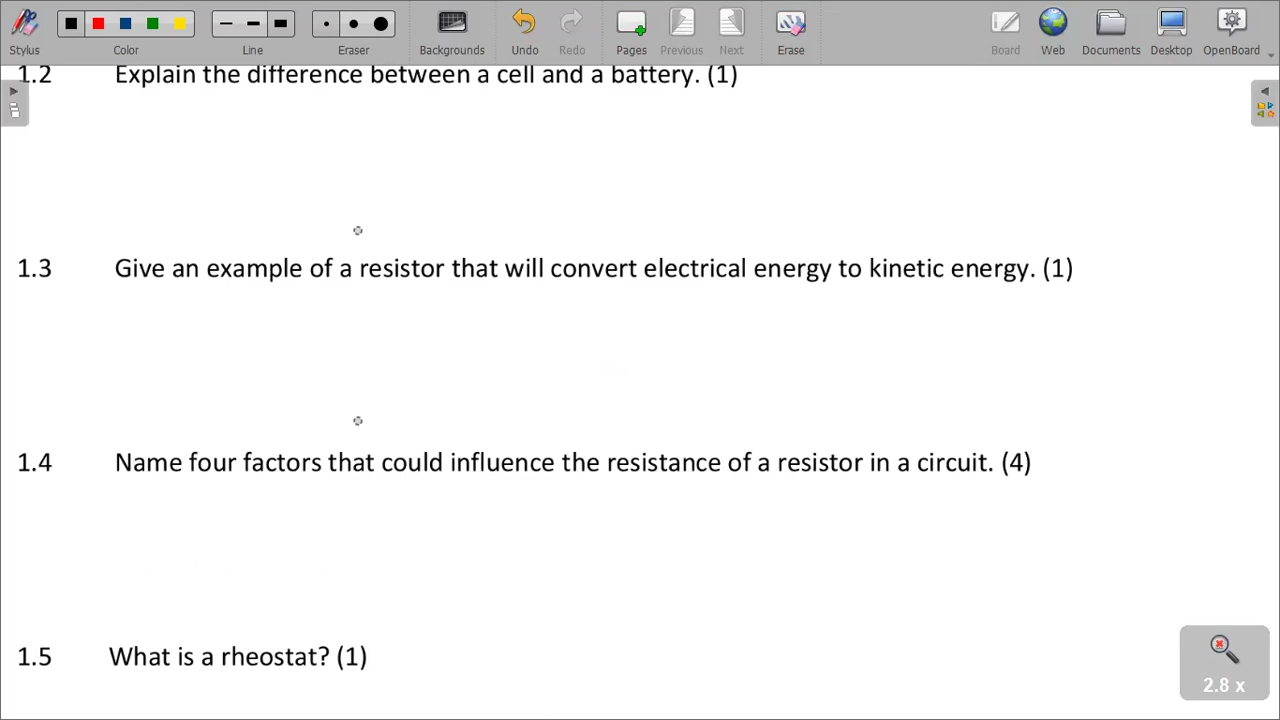 Stylus Color Line Eraser Backgrounds Undo Redo Pages Previous Next Erase Board Web Documents Desktop OpenBoard
1.2 Explain the difference between a cell and a battery. (1)
1.3 Give an example of a resistor that will convert electrical energy to kinetic energy. (1)
1.4 Name four factors that could influence the resistance of a resistor in a circuit. (4)
1.5 What is a rheostat? (1)
2.8 x